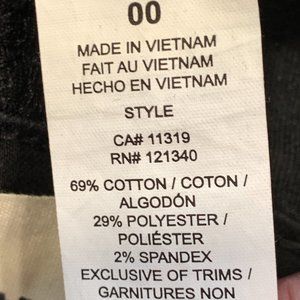 00
MADE IN VIETNAM
FAIT AU VIETNAM
HECHO EN VIETNAM
STYLE
CA# 11319
RN# 121340
69% COTTON / COTON /
ALGODÓN
29% POLYESTER /
POLIÉSTER
2% SPANDEX
EXCLUSIVE OF TRIMS /
GARNITURES NON